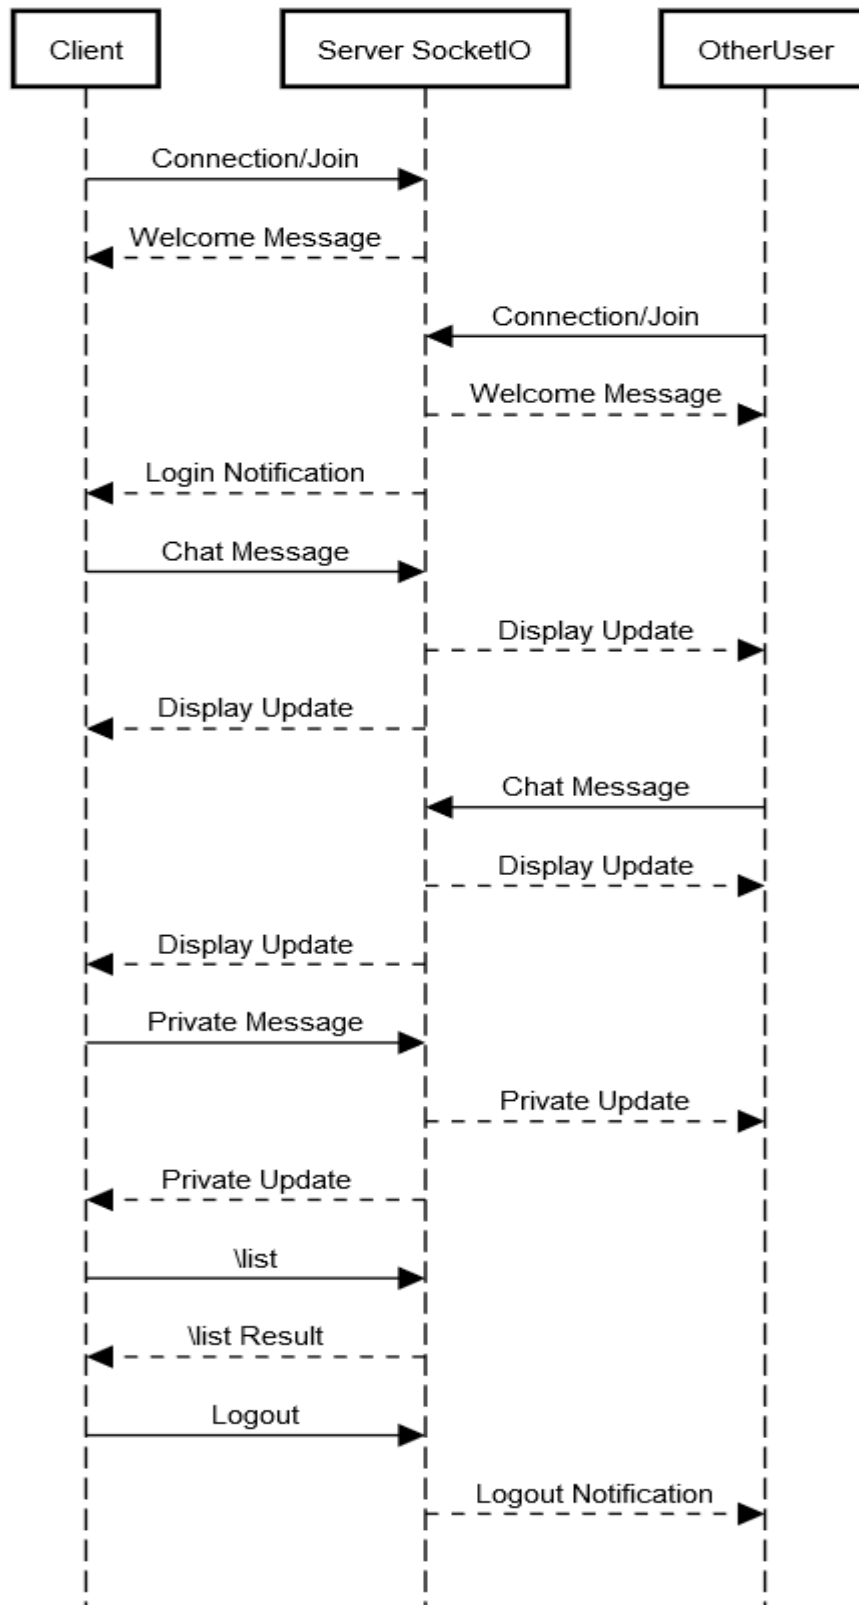 Client
Server SocketIO
OtherUser
Connection/Join
Welcome Message
Connection/Join
Welcome Message
Login Notification
Chat Message
Display Update
Display Update
Chat Message
Display Update
Display Update
Private Message
Private Update
Private Update
\list
\list Result
Logout
Logout Notification